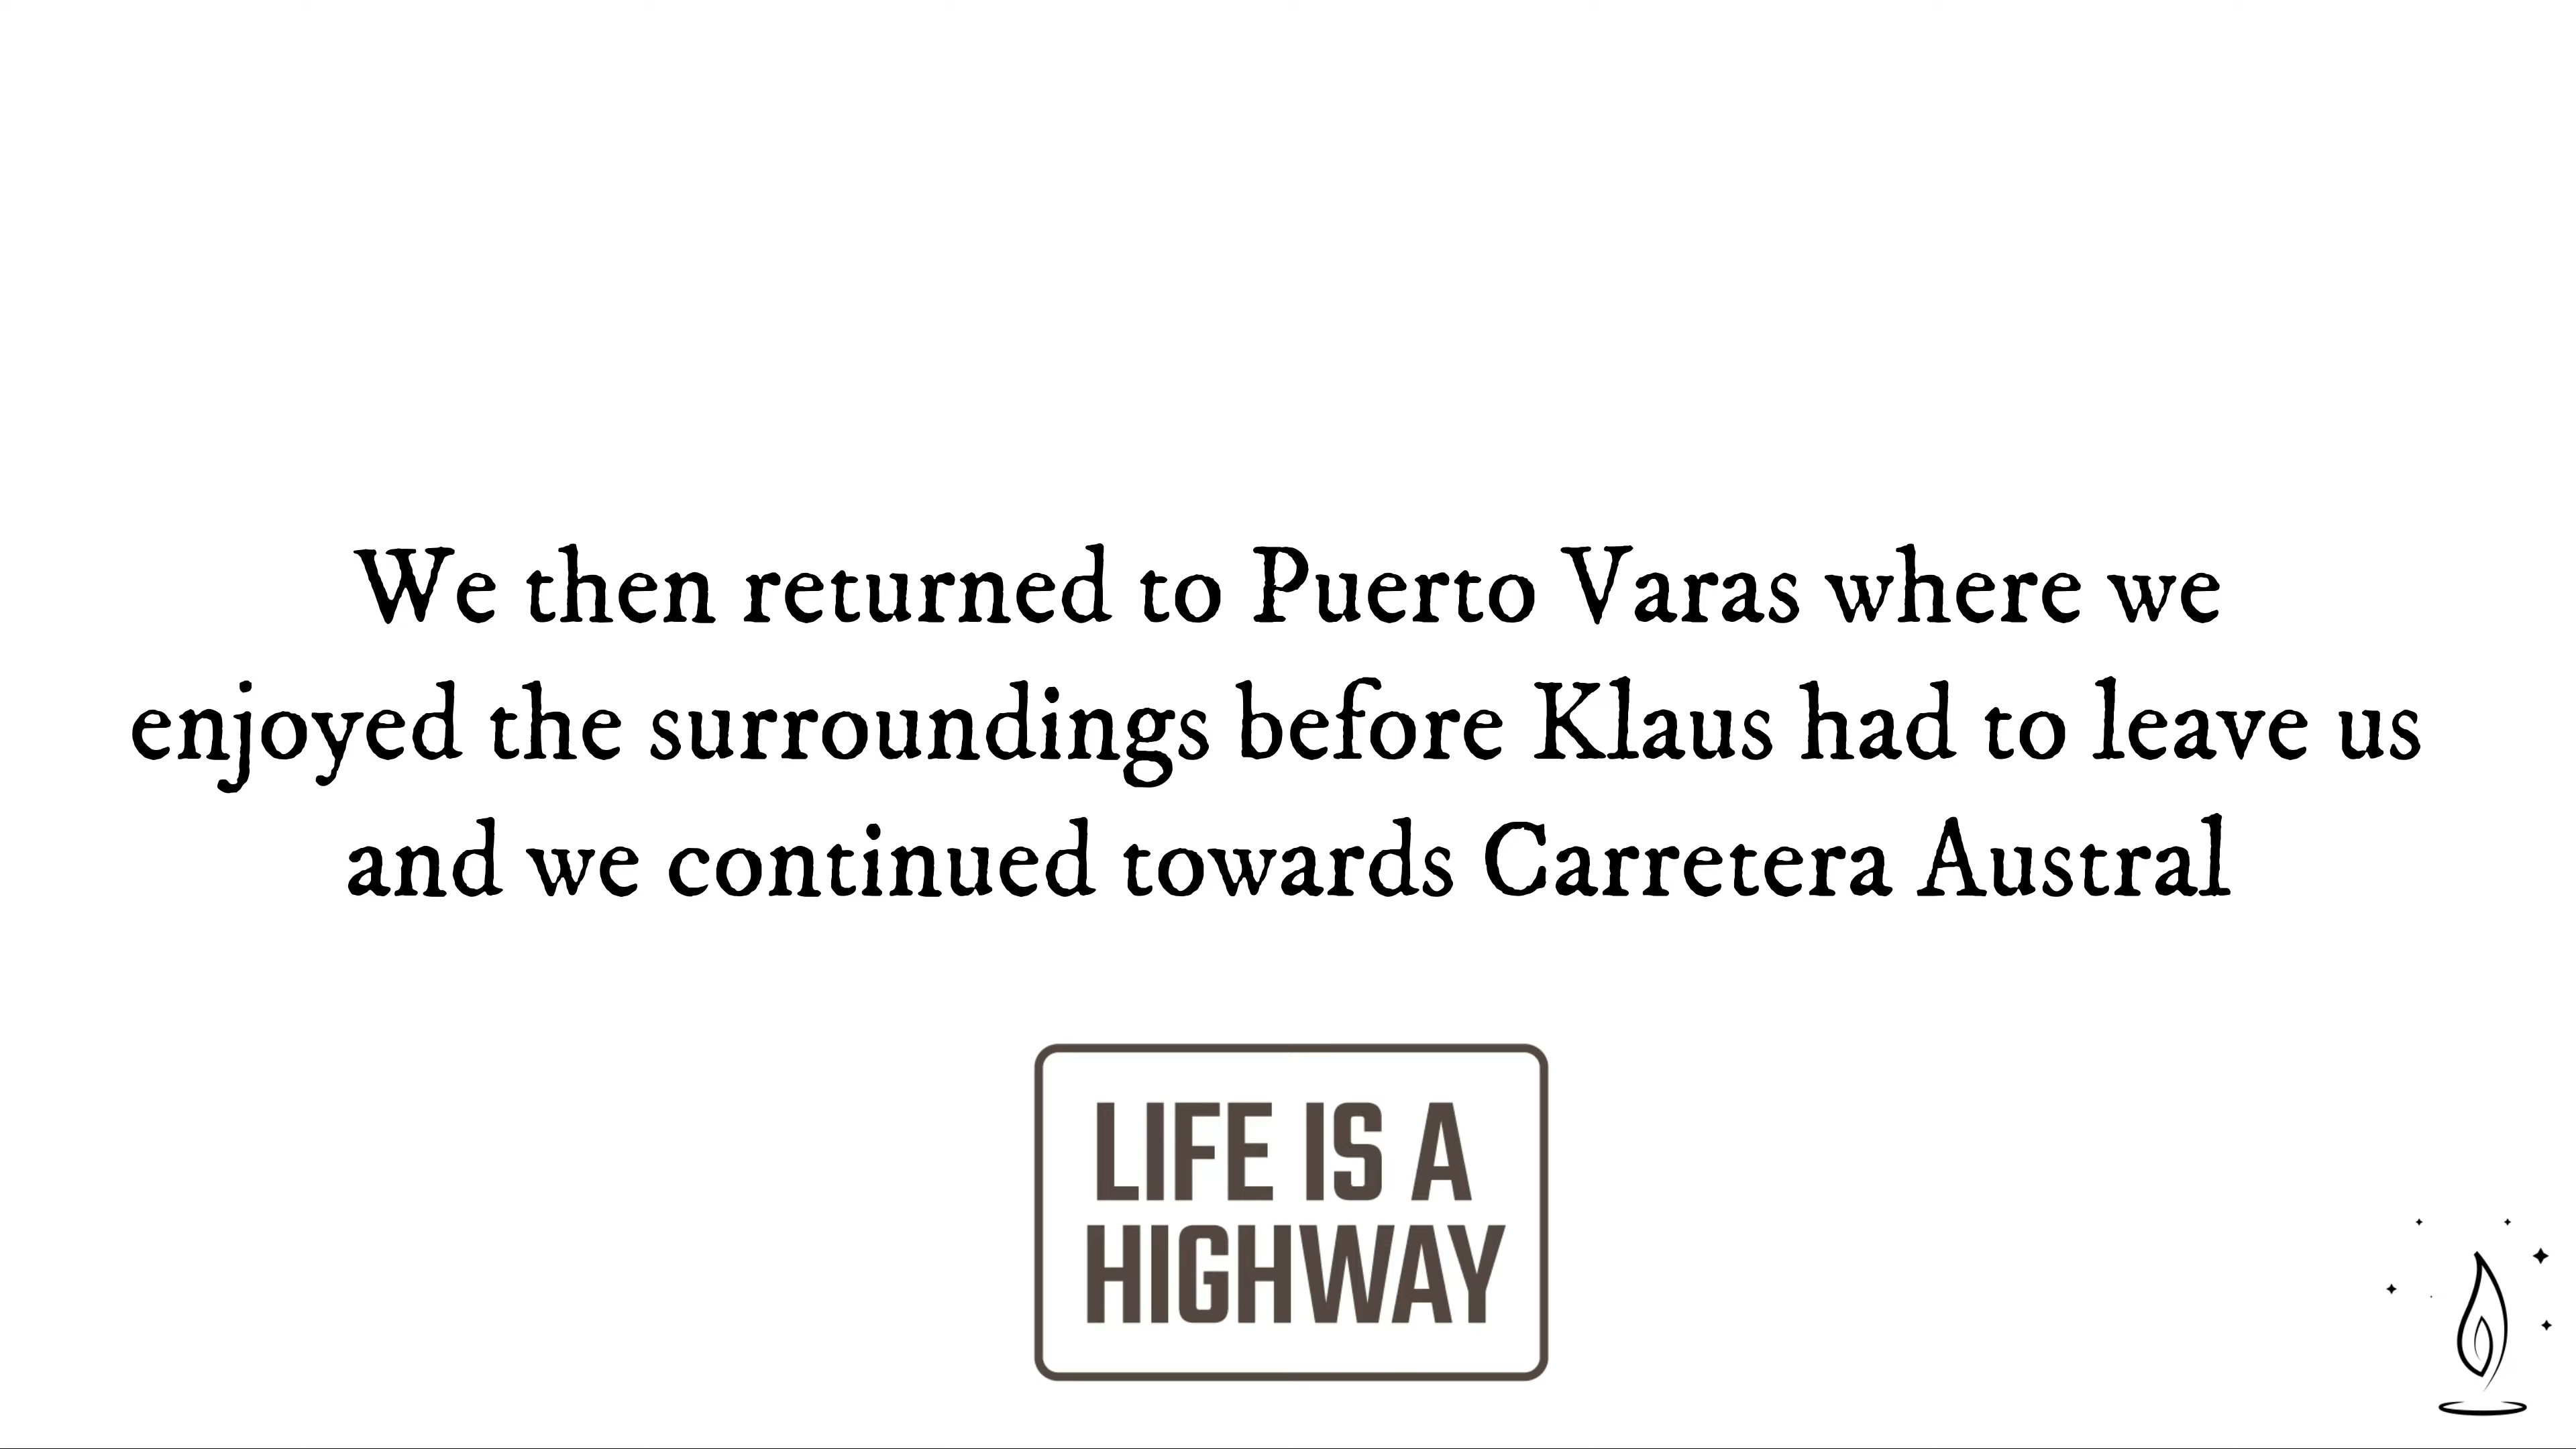 We then returned to Puerto Varas where we
enjoyed the surroundings before Klaus had to leave us
and we continued towards Carretera Austral
LIFE IS A
HIGHWAY